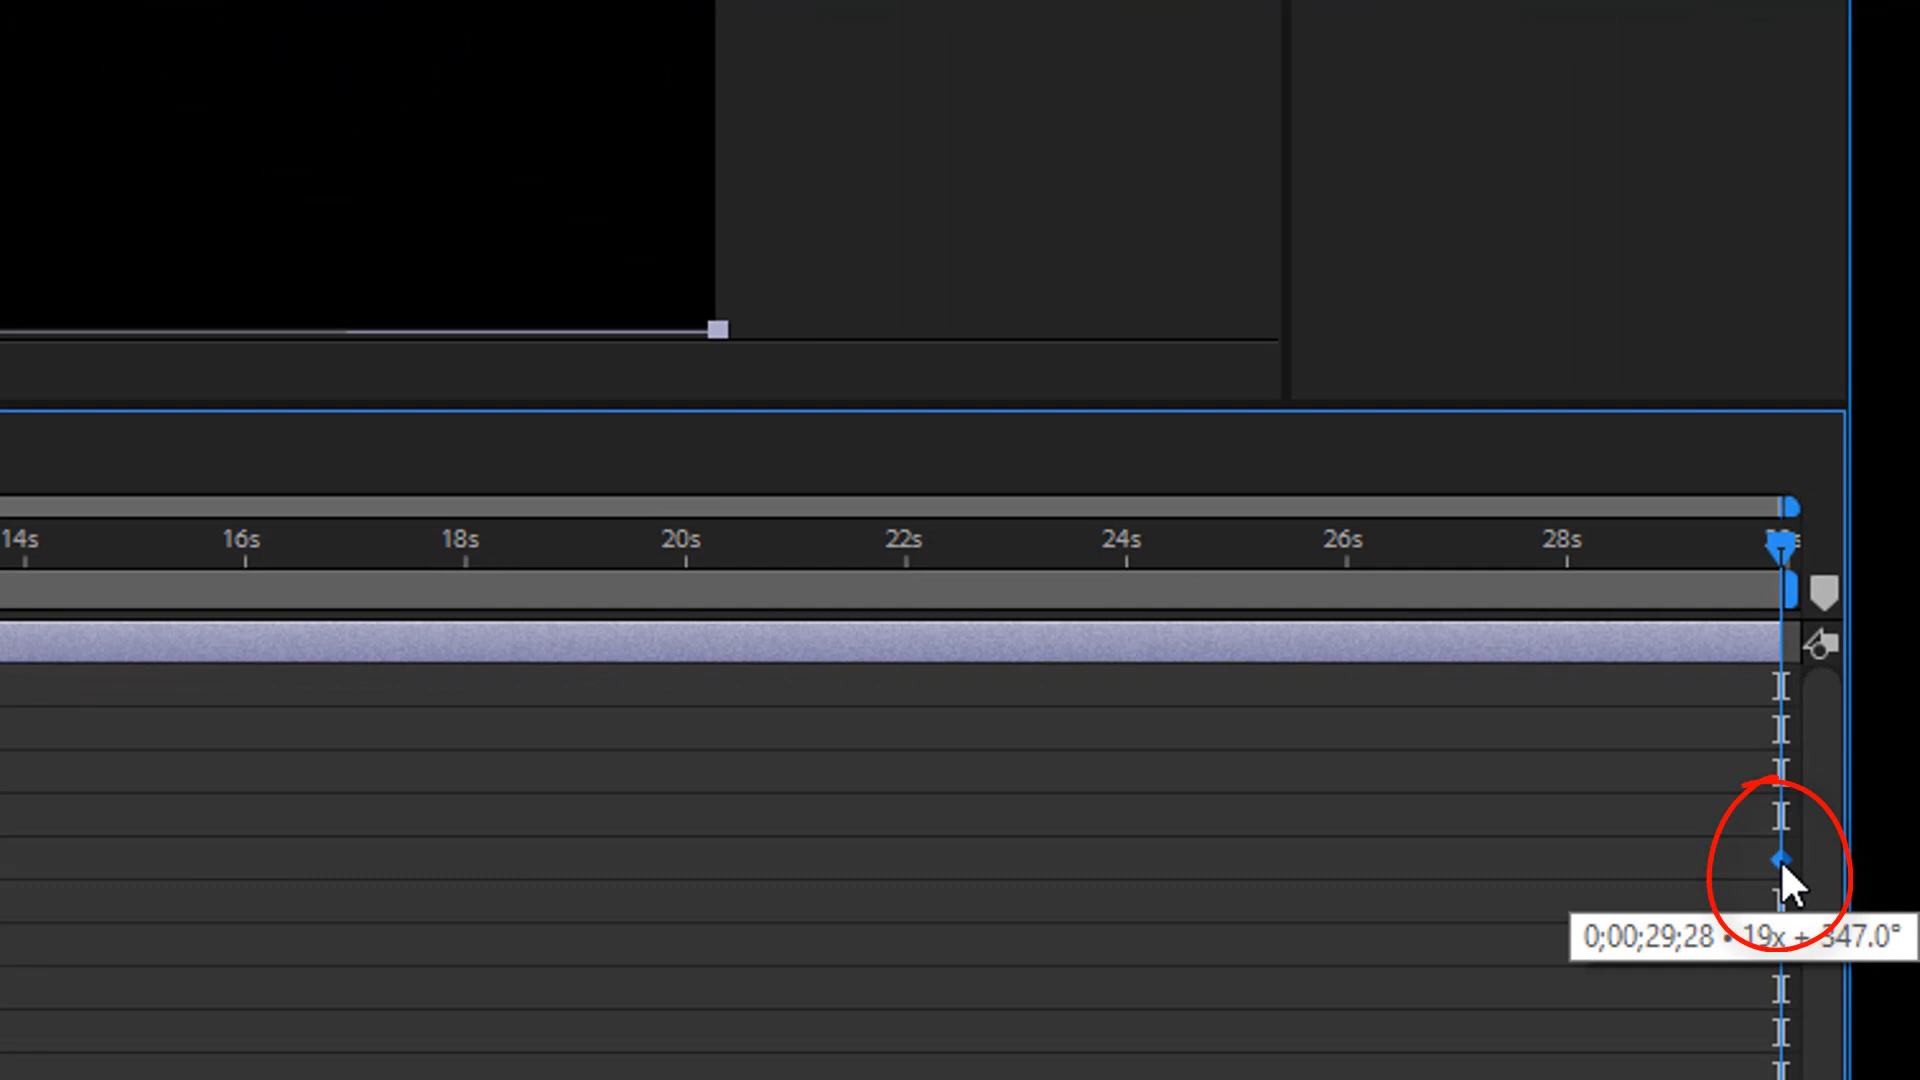 14s 16s 18s 20s 22s 24s 26s 28s
0;00;29;28 • 19x + 347.0°